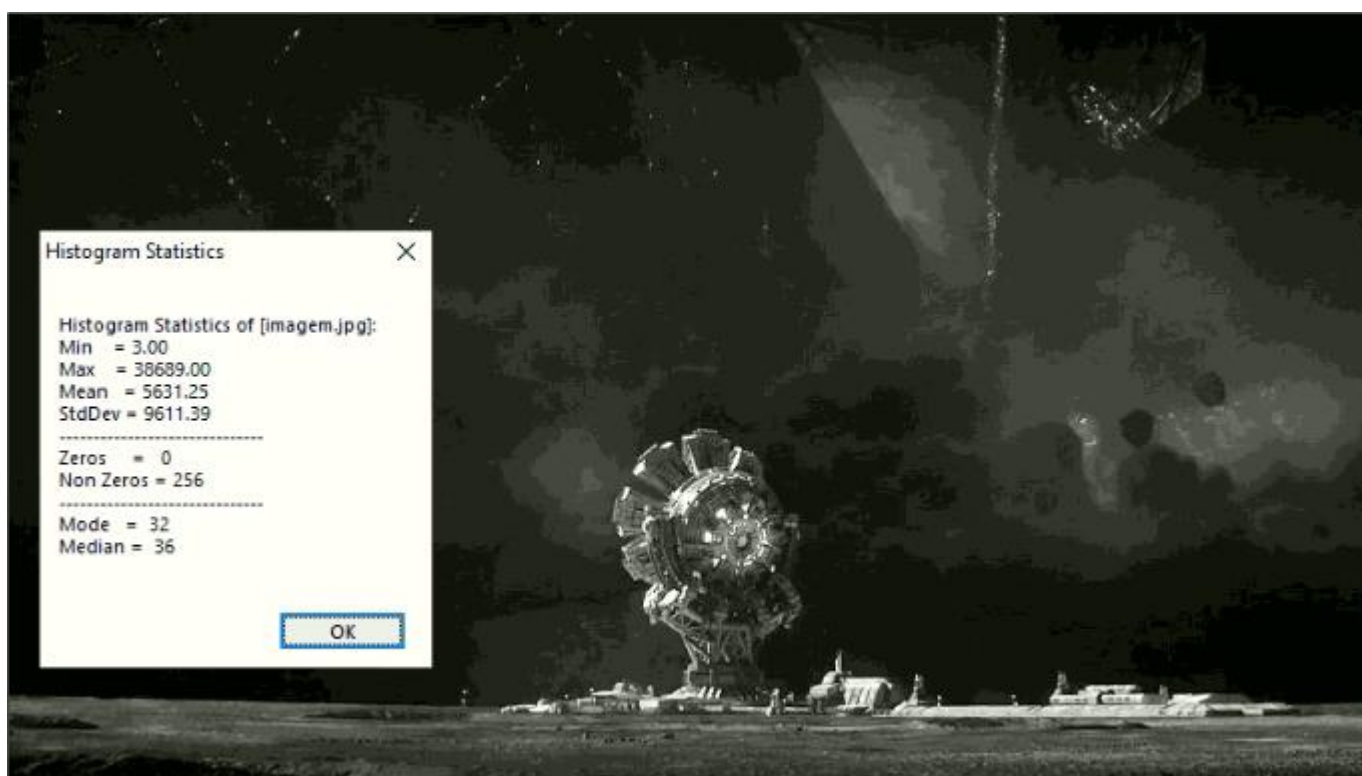 Histogram Statistics
Histogram Statistics of [imagem.jpg]:
Min = 3.00
Max = 38689.00
Mean = 5631.25
StdDev = 9611.39
-----------------------------
Zeros = 0
Non Zeros = 256
-----------------------------
Mode = 32
Median = 36
OK